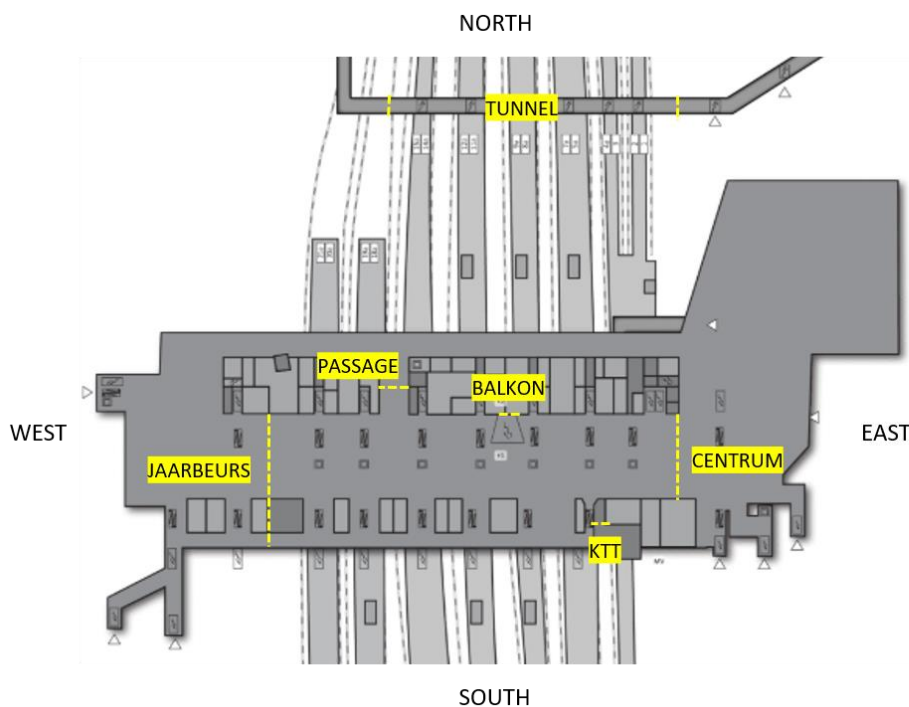 NORTH
TUNNEL
PASSAGE
BALKON
WEST
EAST
JAARBEURS
CENTRUM
KTT
SOUTH